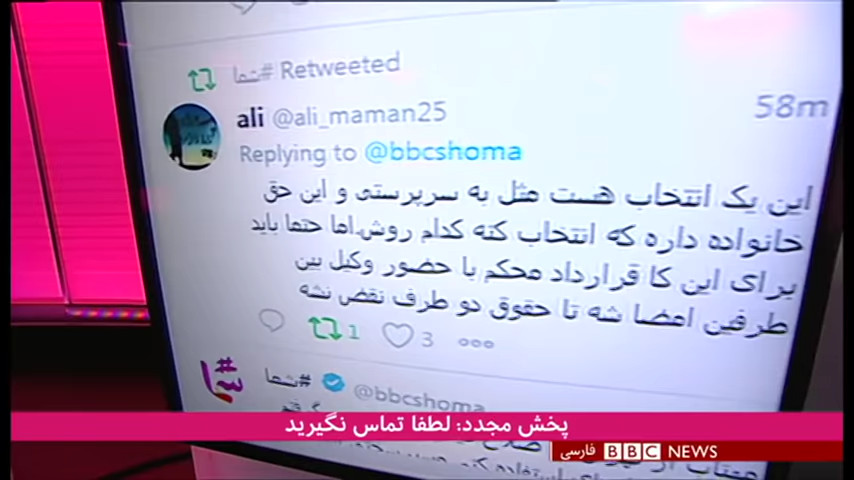 #شما Retweeted
ali @ali_maman25 58m
Replying to @bbcshoma
این یک انتخاب هست مثل به سرپرستی و این حق
خانواده داره که انتخاب کنه کدام روش.اما حتما باید
برای این کا قرارداد محکم با حضور وکیل بین
طرفین امضا شه تا حقوق دو طرف نقض نشه
1 3
#شما
#شما @bbcshoma
پخش مجدد: لطفا تماس نگیرید
فارسی BBC NEWS